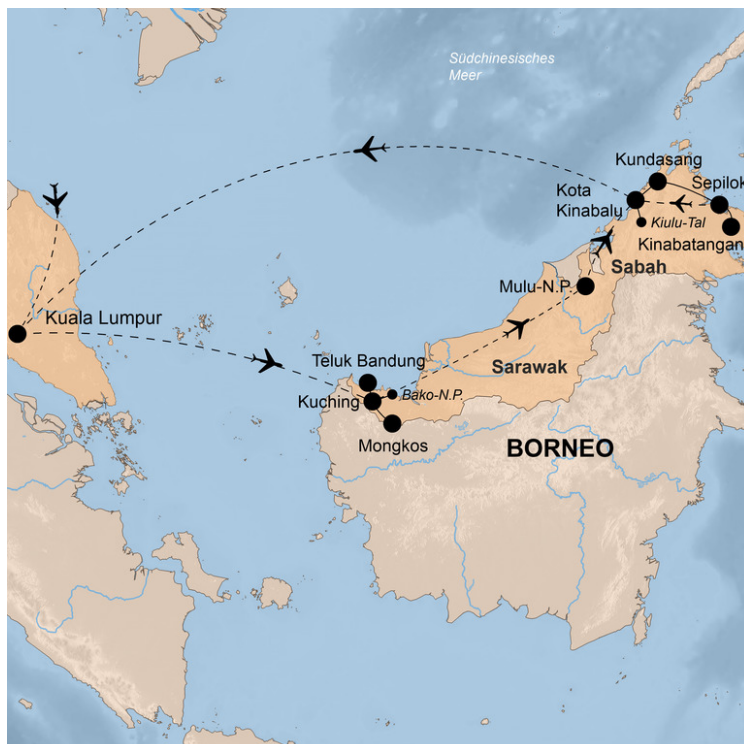 Südchinesisches
Meer
Kundasang
Kota
Kinabalu
Sepilok
Kiulu-Tal
Kinabatangan
Sabah
Mulu-N.P.
Kuala Lumpur
Teluk Bandung
Sarawak
Bako-N.P.
Kuching
Mongkos
BORNEO